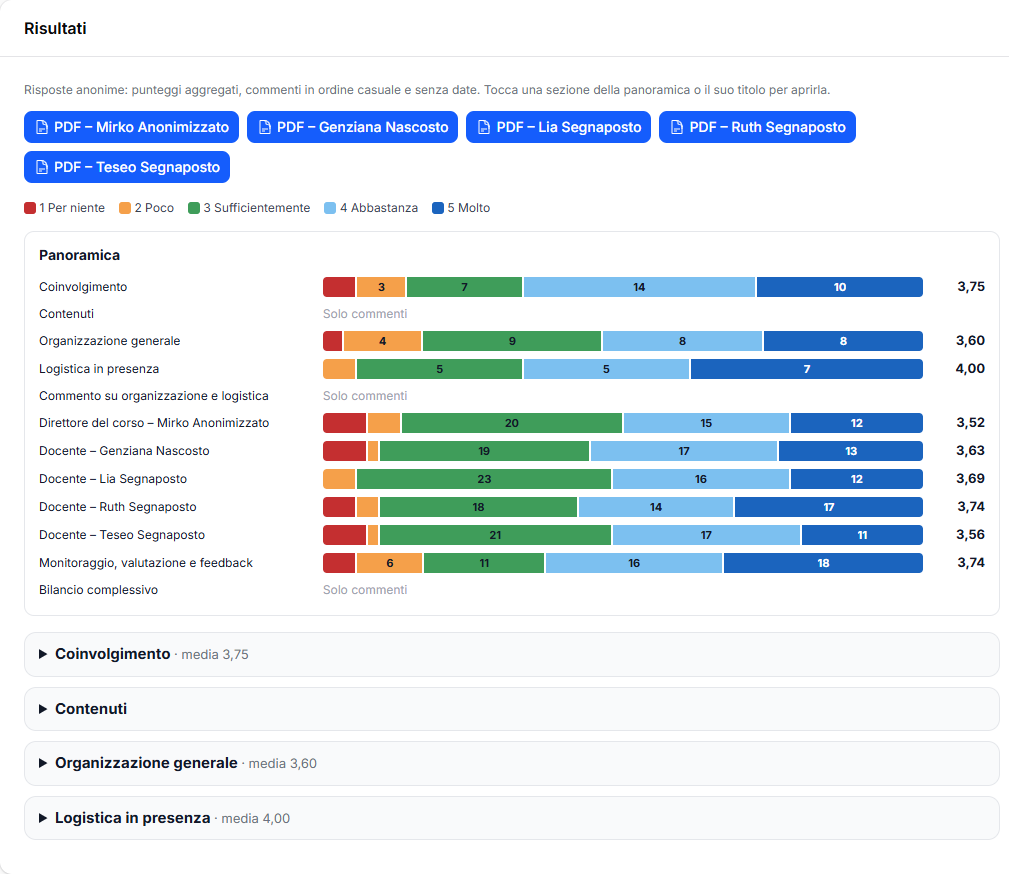 Risultati
Risposte anonime: punteggi aggregati, commenti in ordine casuale e senza date. Tocca una sezione della panoramica o il suo titolo per aprirla.
PDF – Mirko Anonimizzato PDF – Genziana Nascosto PDF – Lia Segnaposto PDF – Ruth Segnaposto
PDF – Teseo Segnaposto
1 Per niente 2 Poco 3 Sufficientemente 4 Abbastanza 5 Molto
Panoramica
Coinvolgimento 3 7 14 10 3,75
Contenuti Solo commenti
Organizzazione generale 4 9 8 8 3,60
Logistica in presenza 5 5 7 4,00
Commento su organizzazione e logistica Solo commenti
Direttore del corso – Mirko Anonimizzato 20 15 12 3,52
Docente – Genziana Nascosto 19 17 13 3,63
Docente – Lia Segnaposto 23 16 12 3,69
Docente – Ruth Segnaposto 18 14 17 3,74
Docente – Teseo Segnaposto 21 17 11 3,56
Monitoraggio, valutazione e feedback 6 11 16 18 3,74
Bilancio complessivo Solo commenti
Coinvolgimento · media 3,75
Contenuti
Organizzazione generale · media 3,60
Logistica in presenza · media 4,00